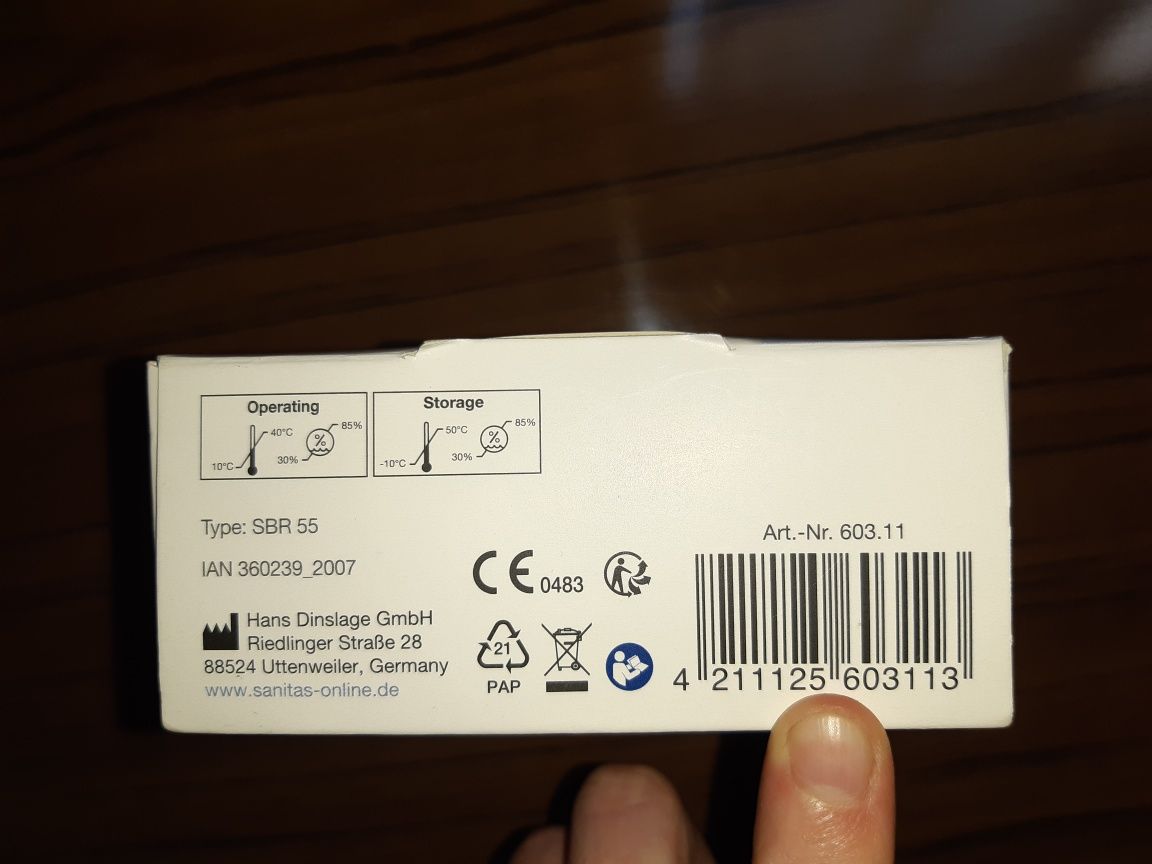 Operating
40°C
85%
10°C
30%
Storage
50°C
85%
-10°C
30%
%
%
Type: SBR 55
IAN 360239_2007
Hans Dinslage GmbH
Riedlinger Straße 28
88524 Uttenweiler, Germany
www.sanitas-online.de
CE 0483
21
PAP
Art.-Nr. 603.11
4 211125 603113